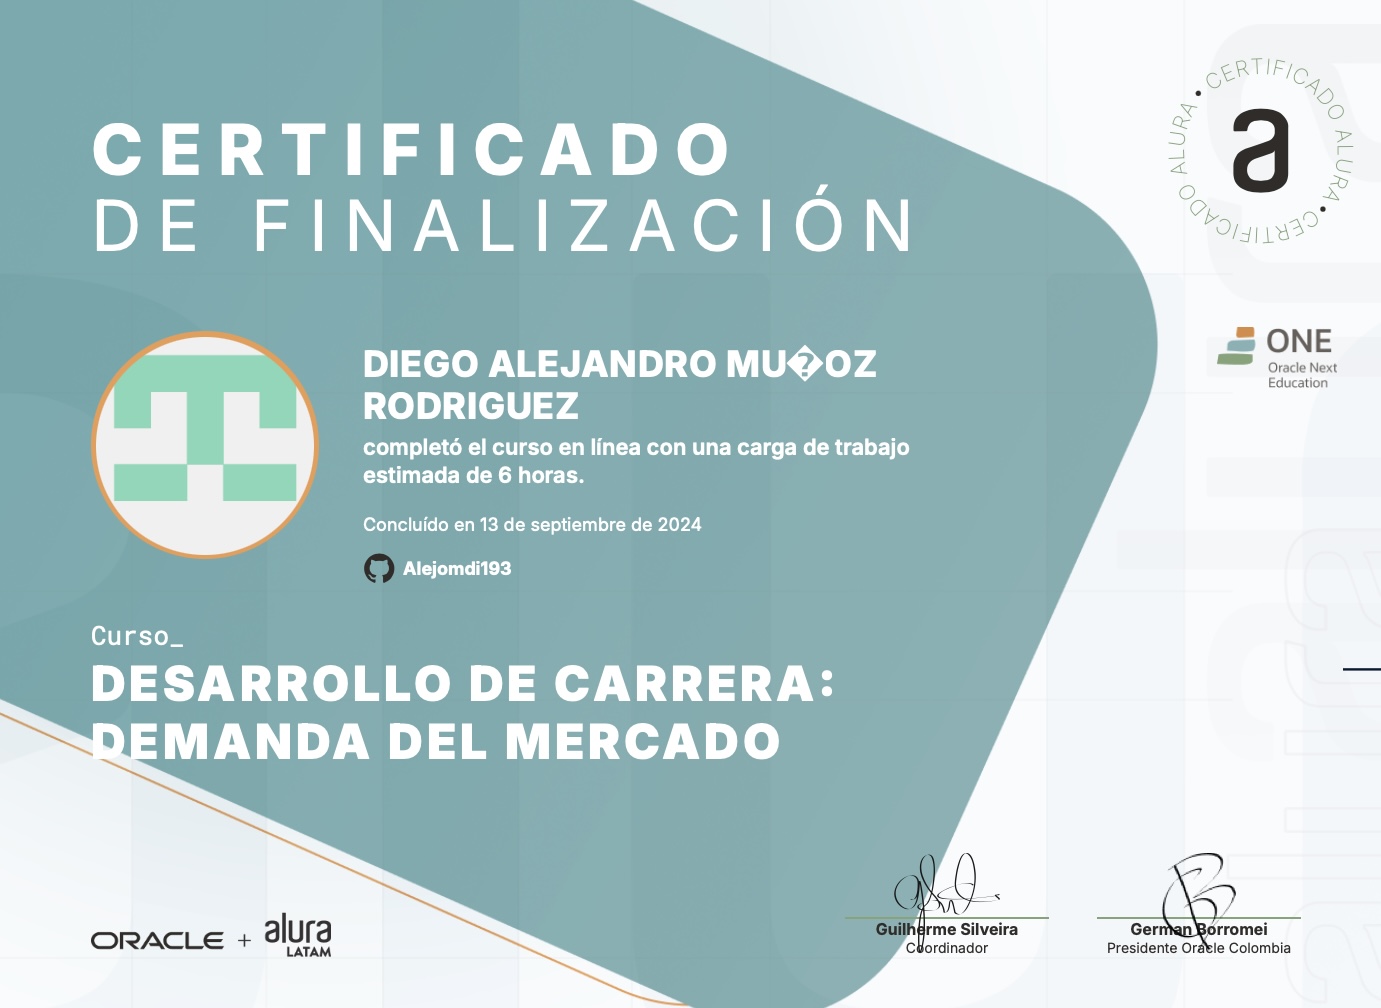 CERTIFICADO
DE FINALIZACIÓN
CERTIFICADO ALURA • CERTIFICADO ALURA •
a
ONE
Oracle Next
Education
DIEGO ALEJANDRO MU�OZ
RODRIGUEZ
completó el curso en línea con una carga de trabajo
estimada de 6 horas.
Concluído en 13 de septiembre de 2024
Alejomdi193
Curso_
DESARROLLO DE CARRERA:
DEMANDA DEL MERCADO
ORACLE + alura
LATAM
Guilherme Silveira
Coordinador
German Borromei
Presidente Oracle Colombia